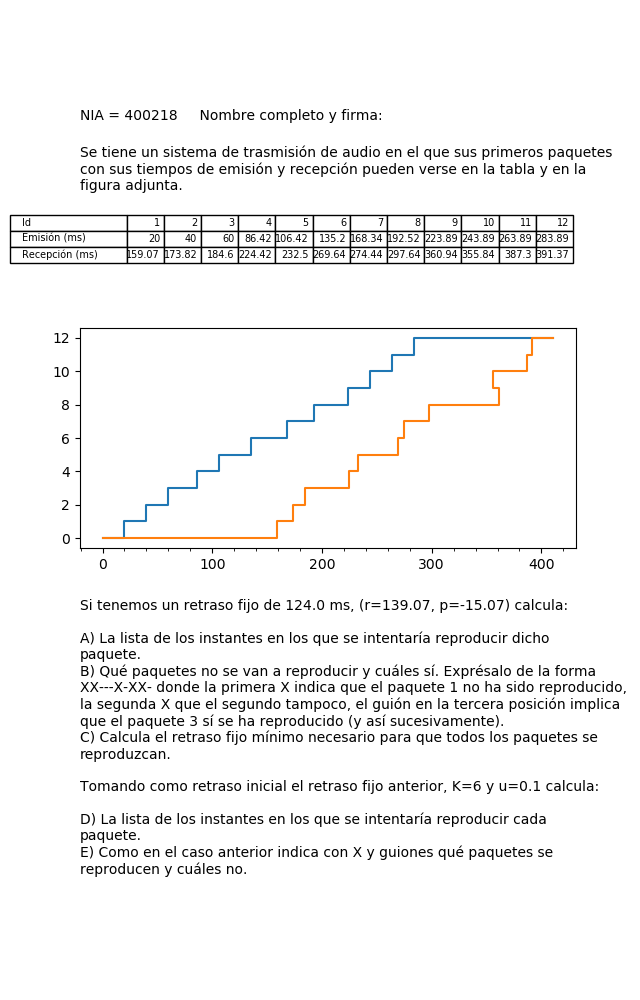 NIA = 400218     Nombre completo y firma:
Se tiene un sistema de trasmisión de audio en el que sus primeros paquetes
con sus tiempos de emisión y recepción pueden verse en la tabla y en la
figura adjunta.
Id 1 2 3 4 5 6 7 8 9 10 11 12
Emisión (ms) 20 40 60 86.42 106.42 135.2 168.34 192.52 223.89 243.89 263.89 283.89
Recepción (ms) 159.07 173.82 184.6 224.42 232.5 269.64 274.44 297.64 360.94 355.84 387.3 391.37
12
10
8
6
4
2
0
0 100 200 300 400
Si tenemos un retraso fijo de 124.0 ms, (r=139.07, p=-15.07) calcula:
A) La lista de los instantes en los que se intentaría reproducir dicho
paquete.
B) Qué paquetes no se van a reproducir y cuáles sí. Exprésalo de la forma
XX---X-XX- donde la primera X indica que el paquete 1 no ha sido reproducido,
la segunda X que el segundo tampoco, el guión en la tercera posición implica
que el paquete 3 sí se ha reproducido (y así sucesivamente).
C) Calcula el retraso fijo mínimo necesario para que todos los paquetes se
reproduzcan.
Tomando como retraso inicial el retraso fijo anterior, K=6 y u=0.1 calcula:
D) La lista de los instantes en los que se intentaría reproducir cada
paquete.
E) Como en el caso anterior indica con X y guiones qué paquetes se
reproducen y cuáles no.